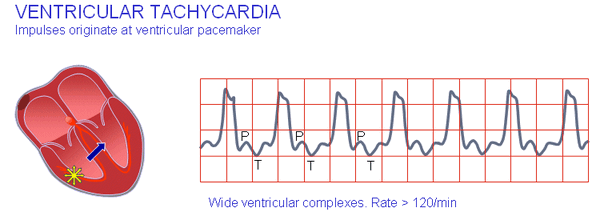 VENTRICULAR TACHYCARDIA
Impulses originate at ventricular pacemaker
P P P
T T T
Wide ventricular complexes. Rate > 120/min